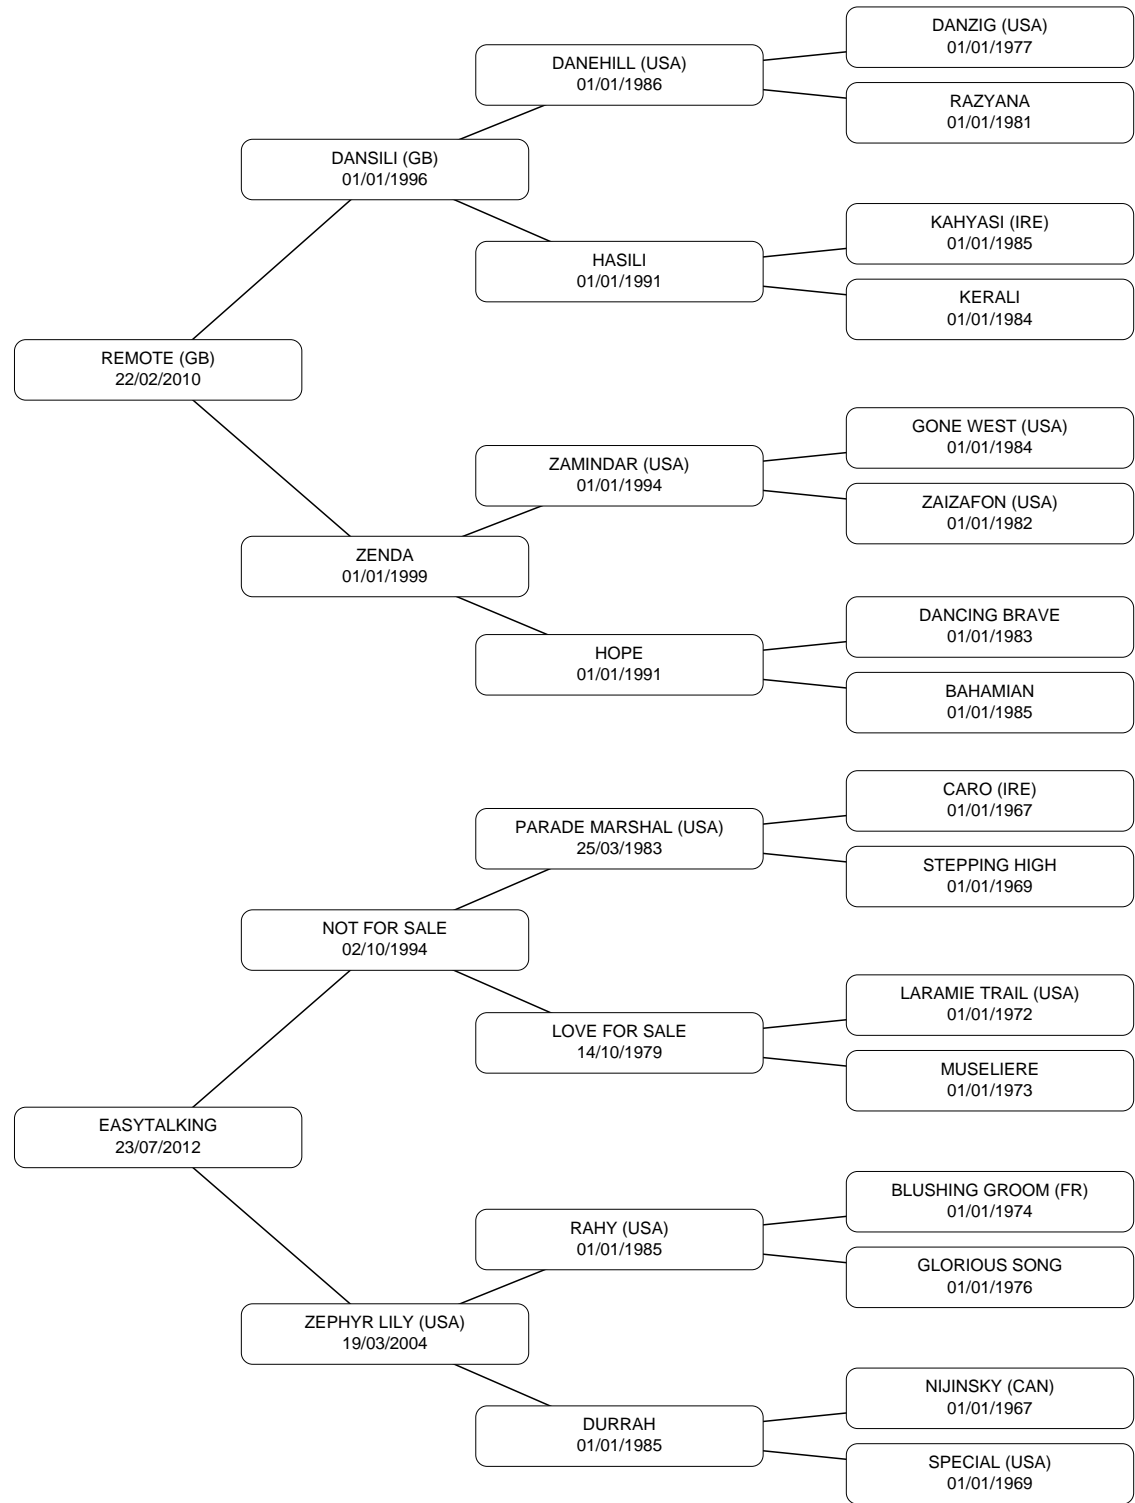 DANZIG (USA)
01/01/1977
DANEHILL (USA)
01/01/1986
RAZYANA
01/01/1981
DANSILI (GB)
01/01/1996
KAHYASI (IRE)
01/01/1985
HASILI
01/01/1991
KERALI
01/01/1984
REMOTE (GB)
22/02/2010
GONE WEST (USA)
01/01/1984
ZAMINDAR (USA)
01/01/1994
ZAIZAFON (USA)
01/01/1982
ZENDA
01/01/1999
DANCING BRAVE
01/01/1983
HOPE
01/01/1991
BAHAMIAN
01/01/1985
CARO (IRE)
01/01/1967
PARADE MARSHAL (USA)
25/03/1983
STEPPING HIGH
01/01/1969
NOT FOR SALE
02/10/1994
LARAMIE TRAIL (USA)
01/01/1972
LOVE FOR SALE
14/10/1979
MUSELIERE
01/01/1973
EASYTALKING
23/07/2012
BLUSHING GROOM (FR)
01/01/1974
RAHY (USA)
01/01/1985
GLORIOUS SONG
01/01/1976
ZEPHYR LILY (USA)
19/03/2004
NIJINSKY (CAN)
01/01/1967
DURRAH
01/01/1985
SPECIAL (USA)
01/01/1969